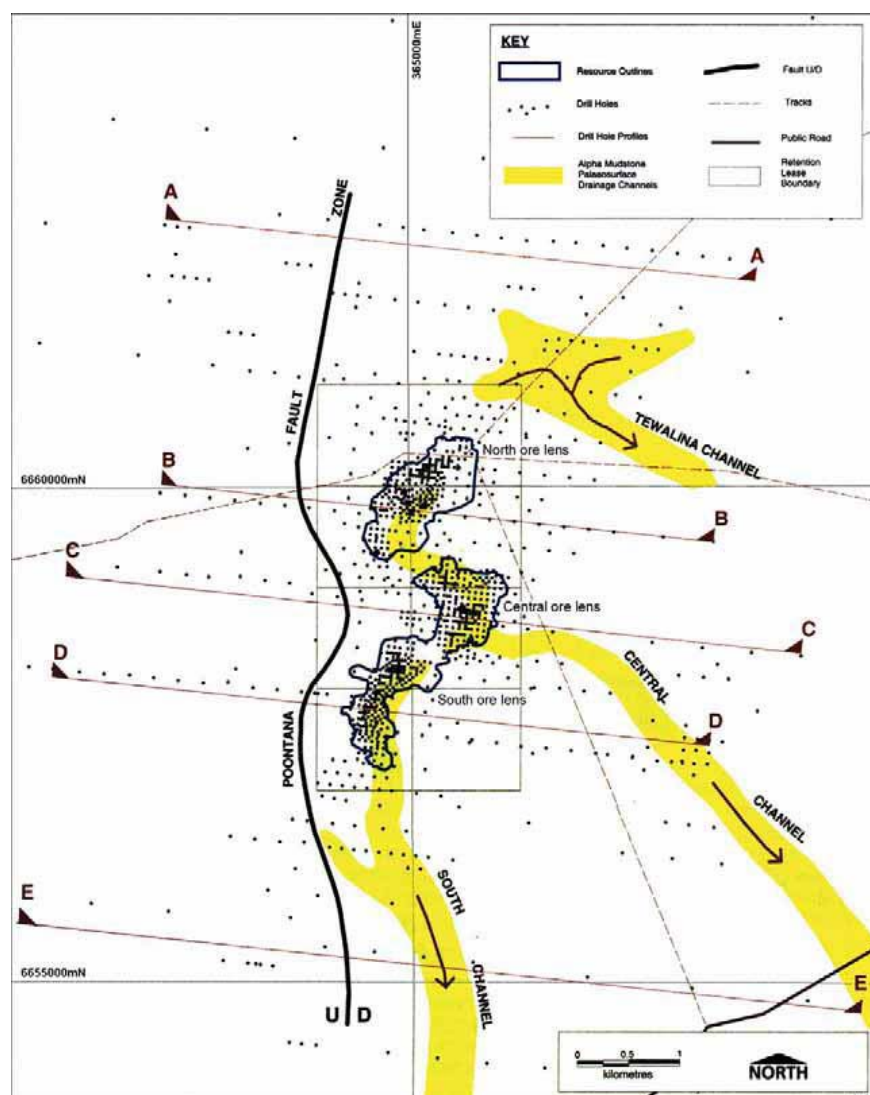 365000mE
KEY
Resource Outlines
Drill Holes
Drill Hole Profiles
Alpha Mudstone
Palaeosurface
Drainage Channels
Fault U/D
Tracks
Public Road
Retention
Lease
Boundary
A
A
ZONE
FAULT
POONTANA
TEWALINA CHANNEL
North ore lens
B
6660000mN
B
C
Central ore lens
C
D
South ore lens
CENTRAL
D
CHANNEL
E
SOUTH
CHANNEL
6655000mN
E
U D
0 0.5 1
kilometres
NORTH